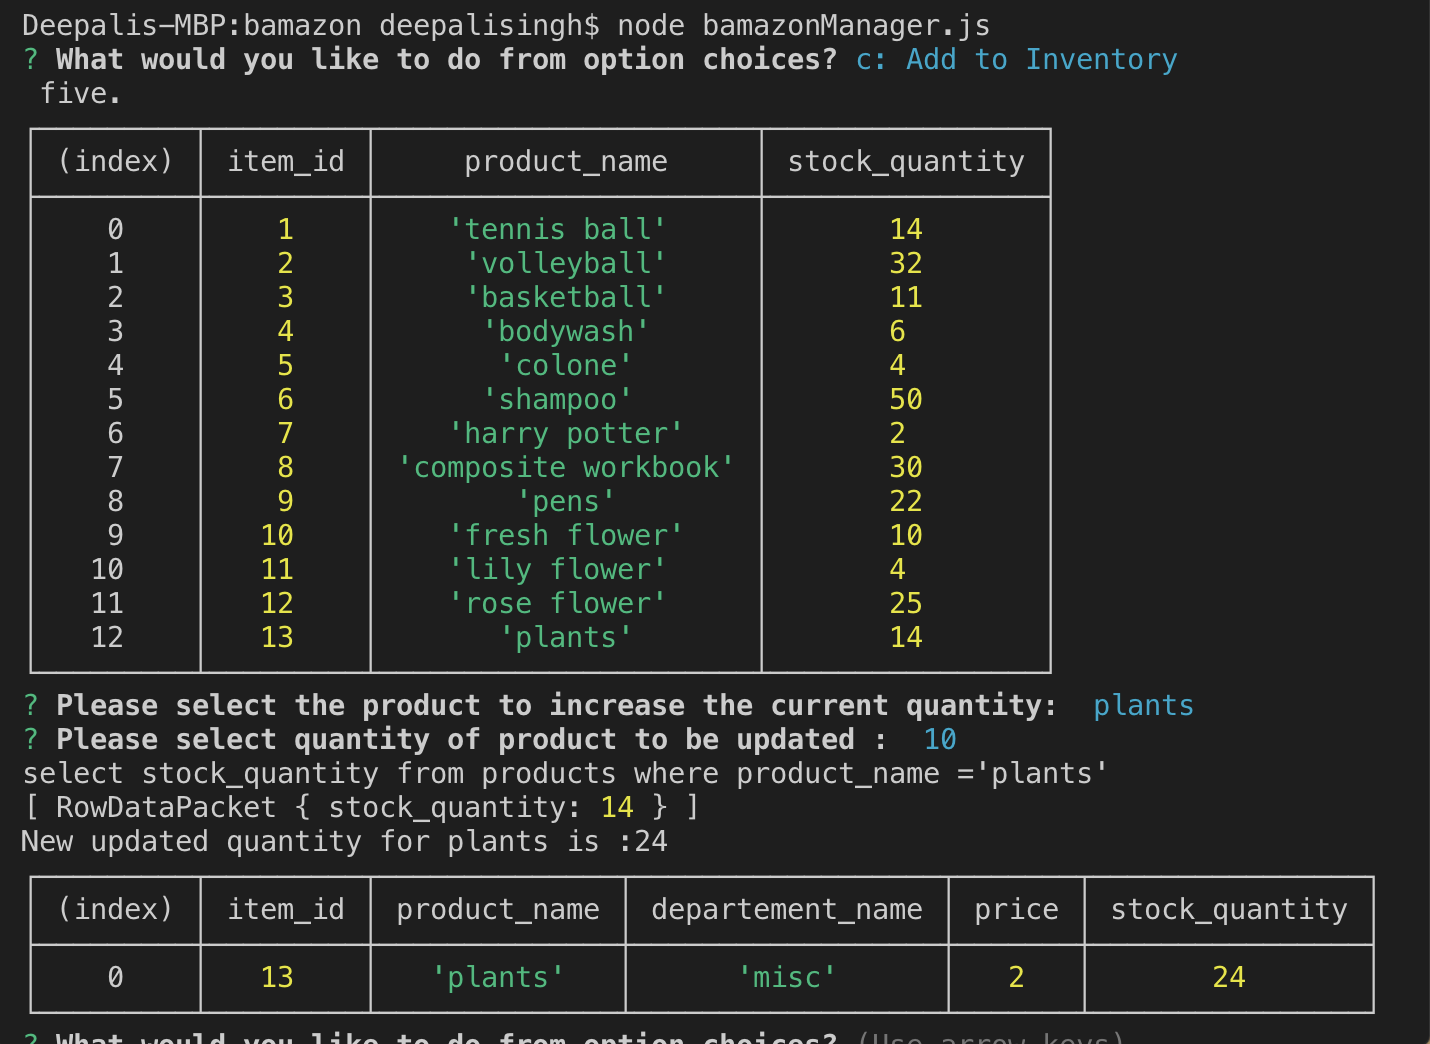 Deepalis-MBP:bamazon deepalisingh$ node bamazonManager.js
? What would you like to do from option choices? c: Add to Inventory
five.
(index) item_id product_name stock_quantity
0 1 'tennis ball' 14
1 2 'volleyball' 32
2 3 'basketball' 11
3 4 'bodywash' 6
4 5 'colone' 4
5 6 'shampoo' 50
6 7 'harry potter' 2
7 8 'composite workbook' 30
8 9 'pens' 22
9 10 'fresh flower' 10
10 11 'lily flower' 4
11 12 'rose flower' 25
12 13 'plants' 14
? Please select the product to increase the current quantity:  plants
? Please select quantity of product to be updated :  10
select stock_quantity from products where product_name ='plants'
[ RowDataPacket { stock_quantity: 14 } ]
New updated quantity for plants is :24
(index) item_id product_name departement_name price stock_quantity
0 13 'plants' 'misc' 2 24
? What would you like to do from option choices? (Use arrow keys)